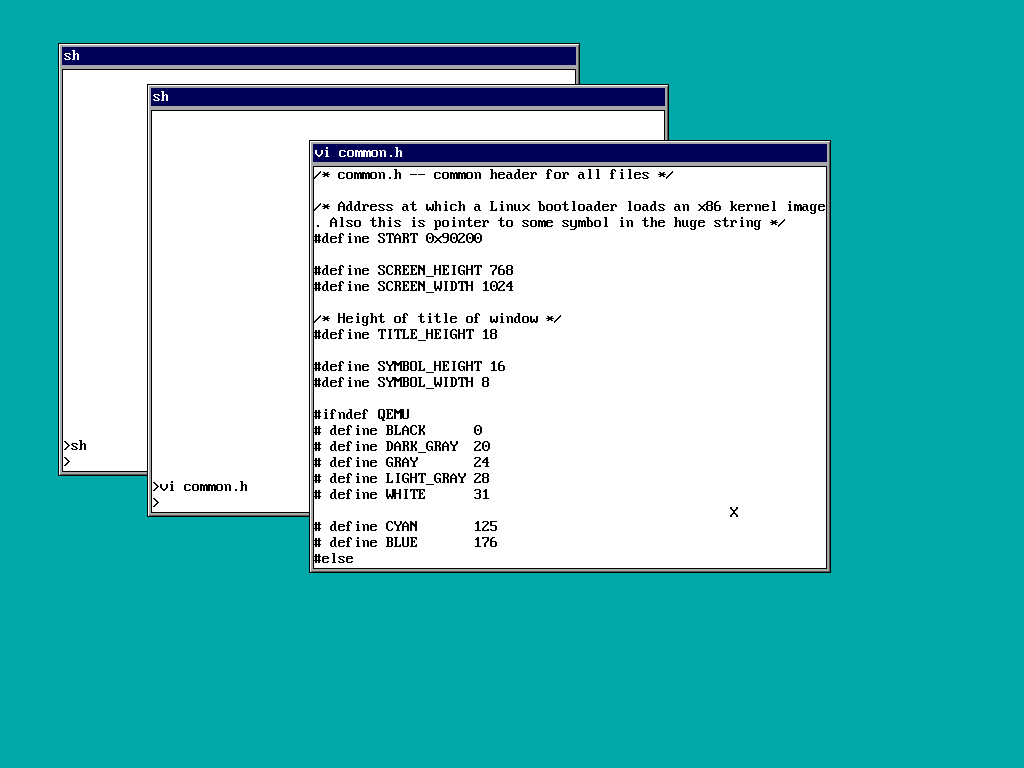 sh
>sh
>
sh
>vi common.h
>
vi common.h
/* common.h -- common header for all files */
/* Address at which a Linux bootloader loads an x86 kernel image
. Also this is pointer to some symbol in the huge string */
#define START 0x90200
#define SCREEN_HEIGHT 768
#define SCREEN_WIDTH 1024
/* Height of title of window */
#define TITLE_HEIGHT 18
#define SYMBOL_HEIGHT 16
#define SYMBOL_WIDTH 8
#ifndef QEMU
# define BLACK      0
# define DARK_GRAY  20
# define GRAY       24
# define LIGHT_GRAY 28
# define WHITE      31
X
# define CYAN       125
# define BLUE       176
#else